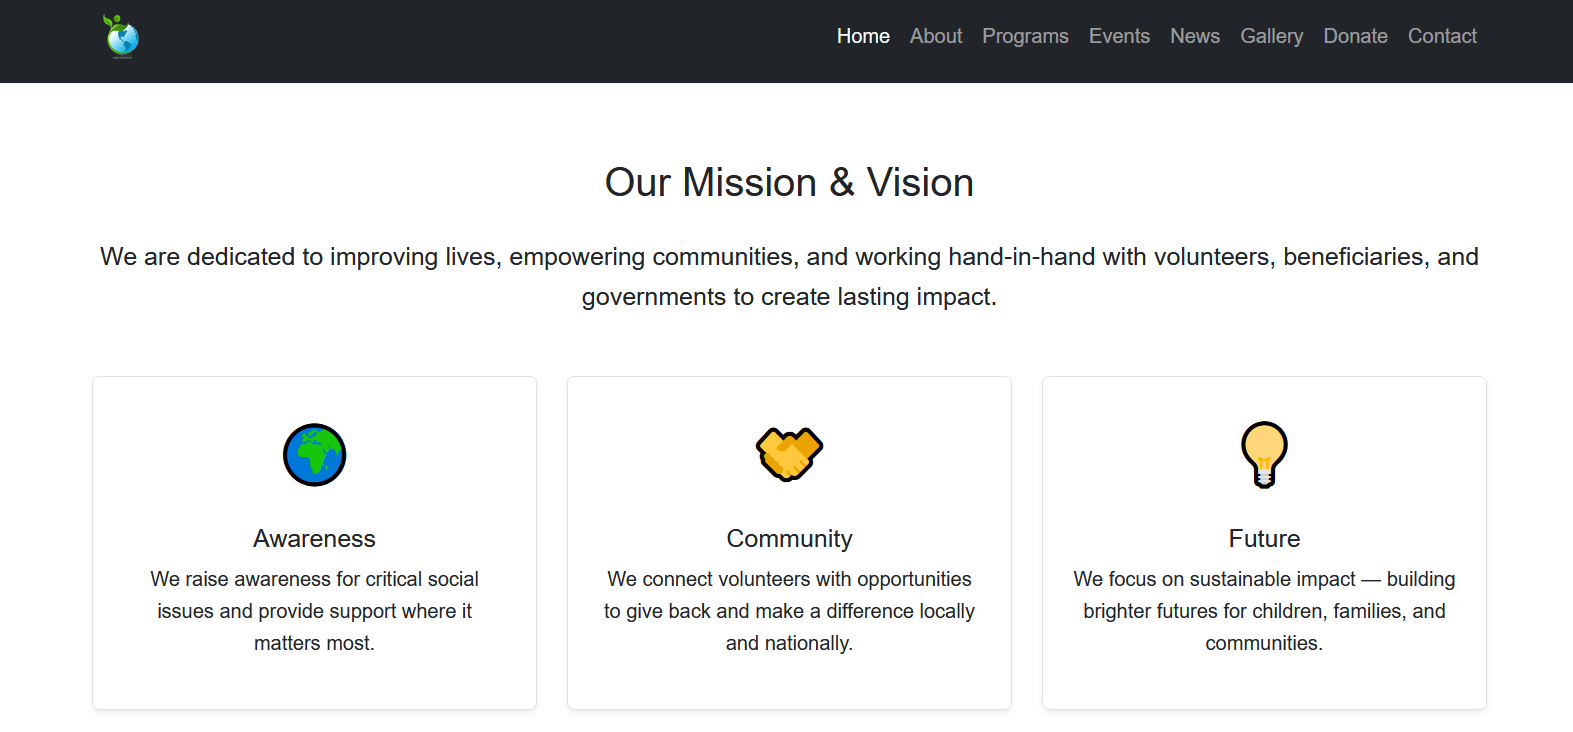 Home About Programs Events News Gallery Donate Contact
Our Mission & Vision
We are dedicated to improving lives, empowering communities, and working hand-in-hand with volunteers, beneficiaries, and
governments to create lasting impact.
Awareness
We raise awareness for critical social
issues and provide support where it
matters most.
Community
We connect volunteers with opportunities
to give back and make a difference locally
and nationally.
Future
We focus on sustainable impact — building
brighter futures for children, families, and
communities.